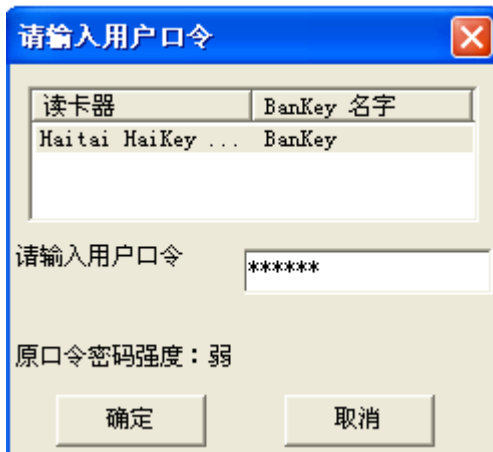 请输入用户口令
读卡器 BanKey 名字
Haitai HaiKey ... BanKey
请输入用户口令 ******
原口令密码强度：弱
确定 取消